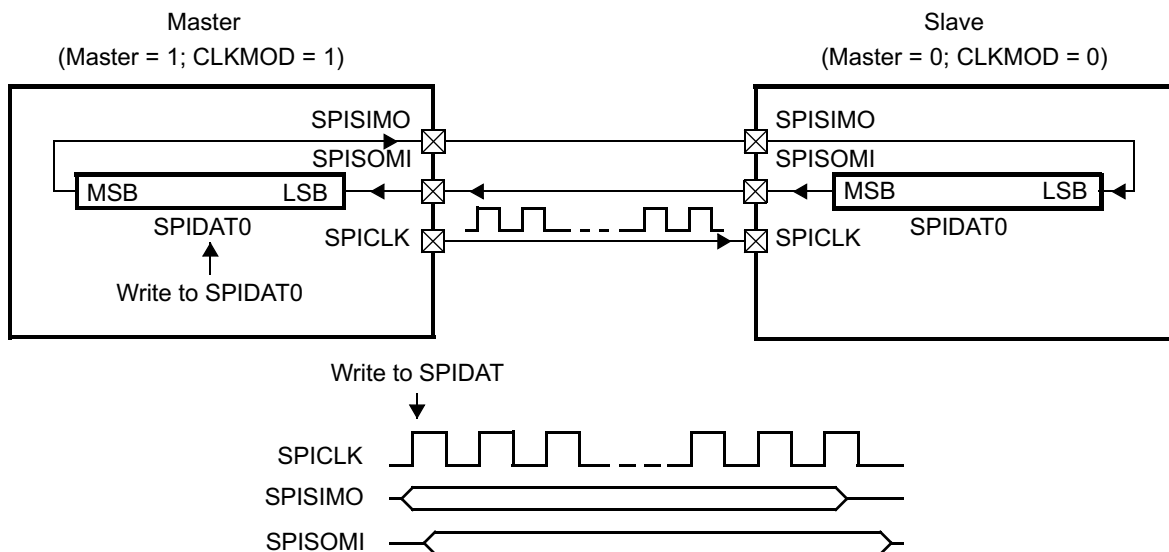 Master
(Master = 1; CLKMOD = 1)
Slave
(Master = 0; CLKMOD = 0)
SPISIMO
SPISIMO
SPISOMI
SPISOMI
MSB LSB
MSB LSB
SPIDAT0
SPIDAT0
SPICLK
SPICLK
Write to SPIDAT0
Write to SPIDAT
SPICLK
SPISIMO
SPISOMI